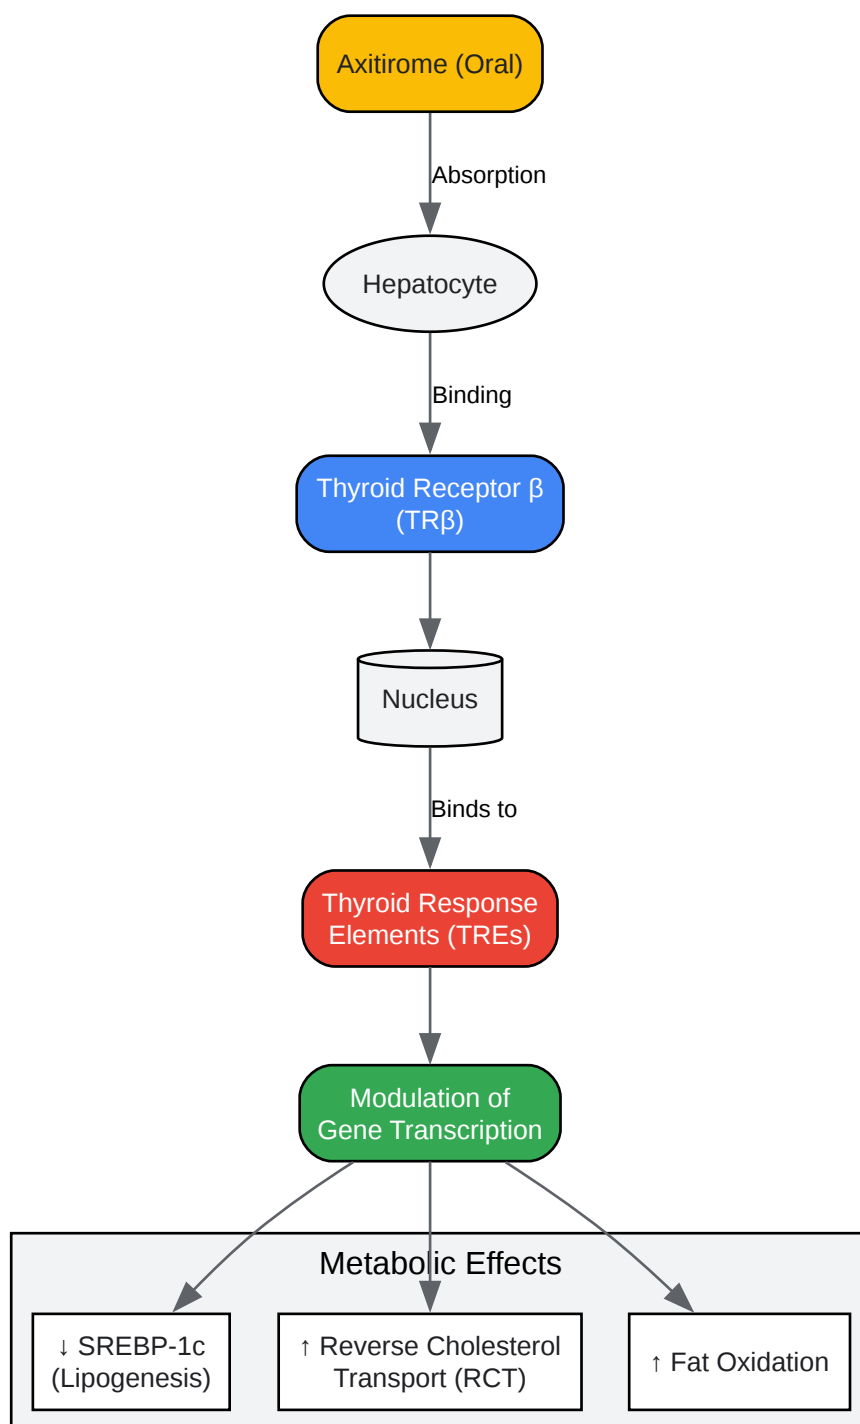 Axitirome (Oral)
Absorption
Hepatocyte
Binding
Thyroid Receptor β
(TRβ)
Nucleus
Binds to
Thyroid Response
Elements (TREs)
Modulation of
Gene Transcription
Metabolic Effects
↓ SREBP-1c
(Lipogenesis)
↑ Reverse Cholesterol
Transport (RCT)
↑ Fat Oxidation